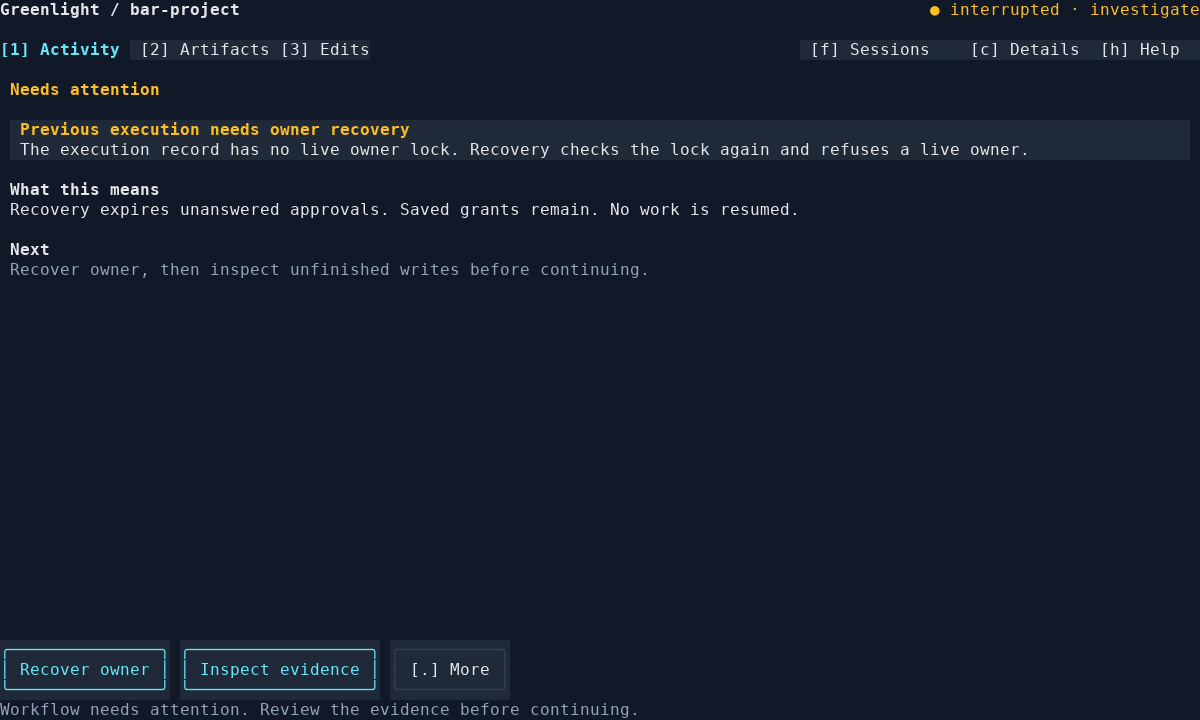 Greenlight / bar-project ● interrupted · investigate
[1] Activity [2] Artifacts [3] Edits [f] Sessions [c] Details [h] Help
Needs attention
Previous execution needs owner recovery
The execution record has no live owner lock. Recovery checks the lock again and refuses a live owner.
What this means
Recovery expires unanswered approvals. Saved grants remain. No work is resumed.
Next
Recover owner, then inspect unfinished writes before continuing.
Recover owner Inspect evidence [.] More
Workflow needs attention. Review the evidence before continuing.